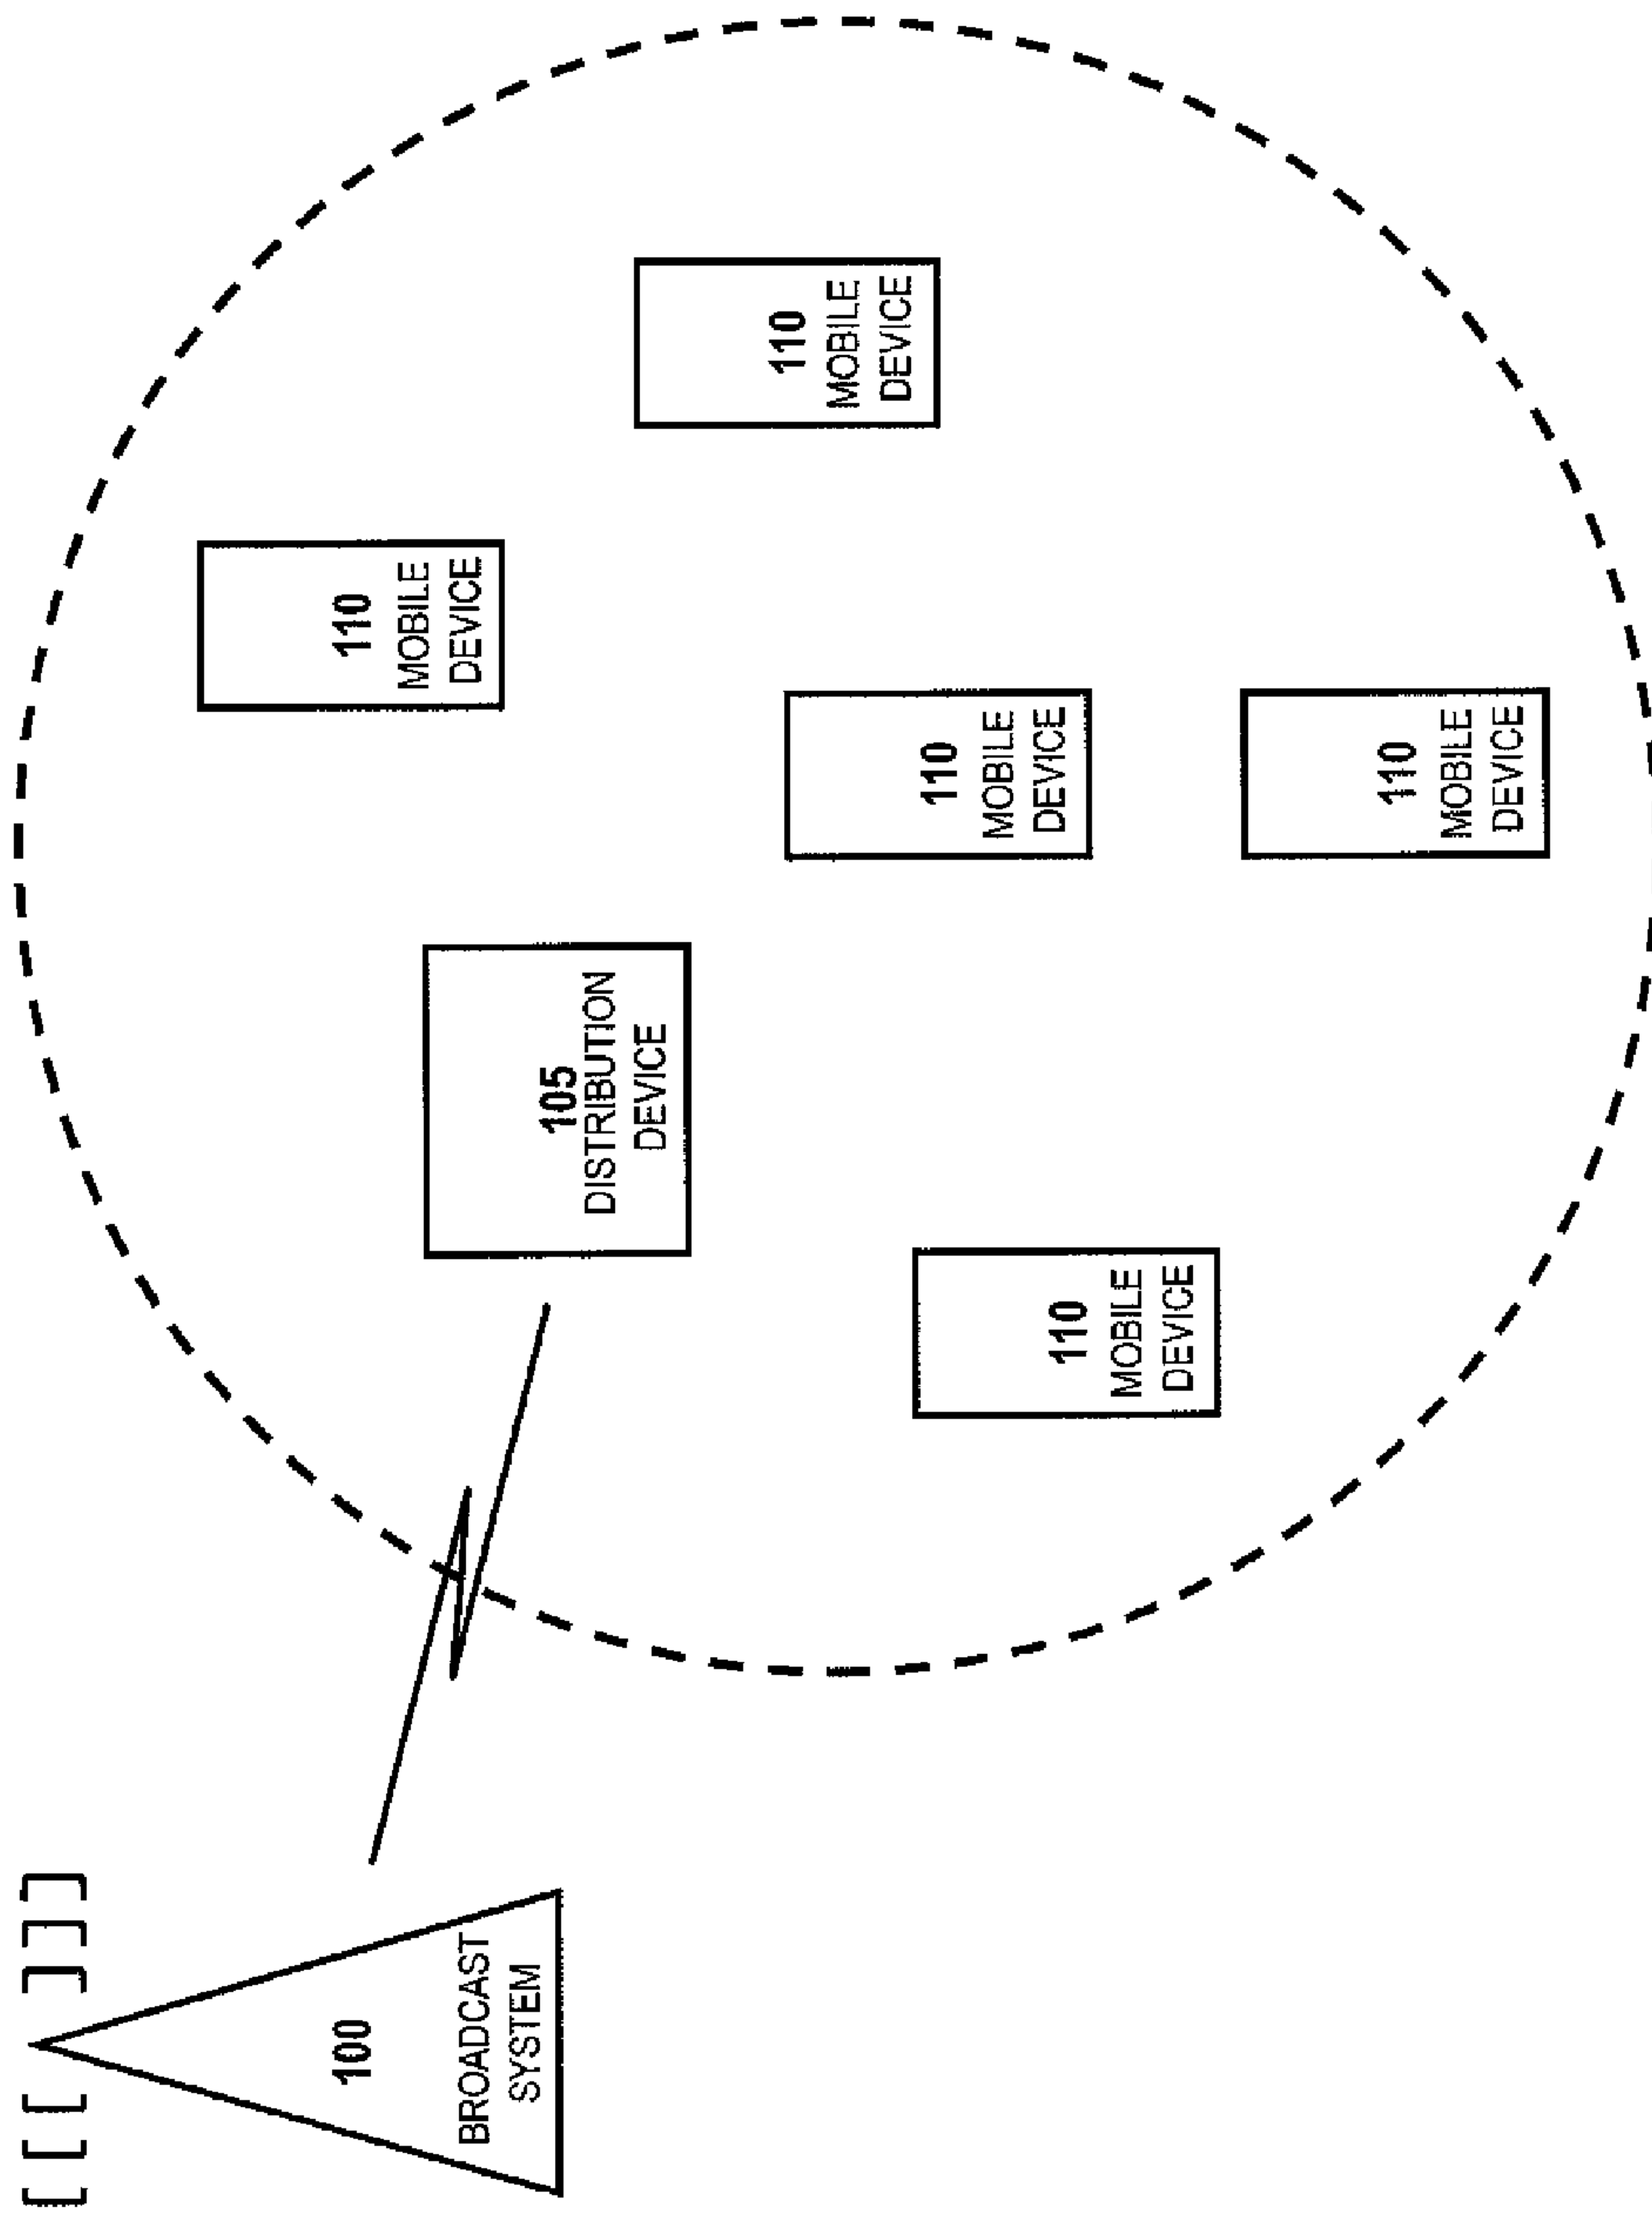 100
BROADCAST
SYSTEM
105
DISTRIBUTION
DEVICE
110
MOBILE
DEVICE
110
MOBILE
DEVICE
110
MOBILE
DEVICE
110
MOBILE
DEVICE
110
MOBILE
DEVICE